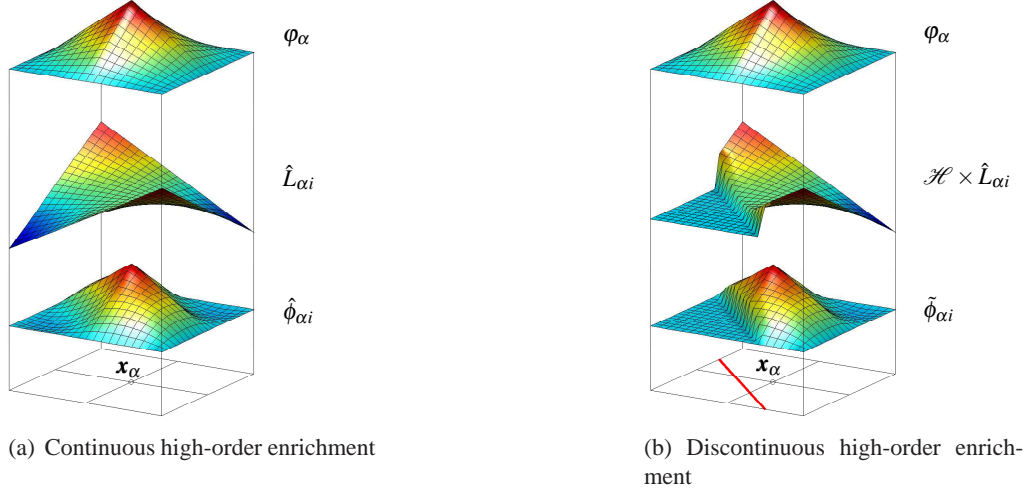 φα
L̂αi
ϕ̂αi
𝒙α
(a) Continuous high-order enrichment
φα
ℋ × L̂αi
ϕ̃αi
𝒙α
(b) Discontinuous high-order enrich-
ment